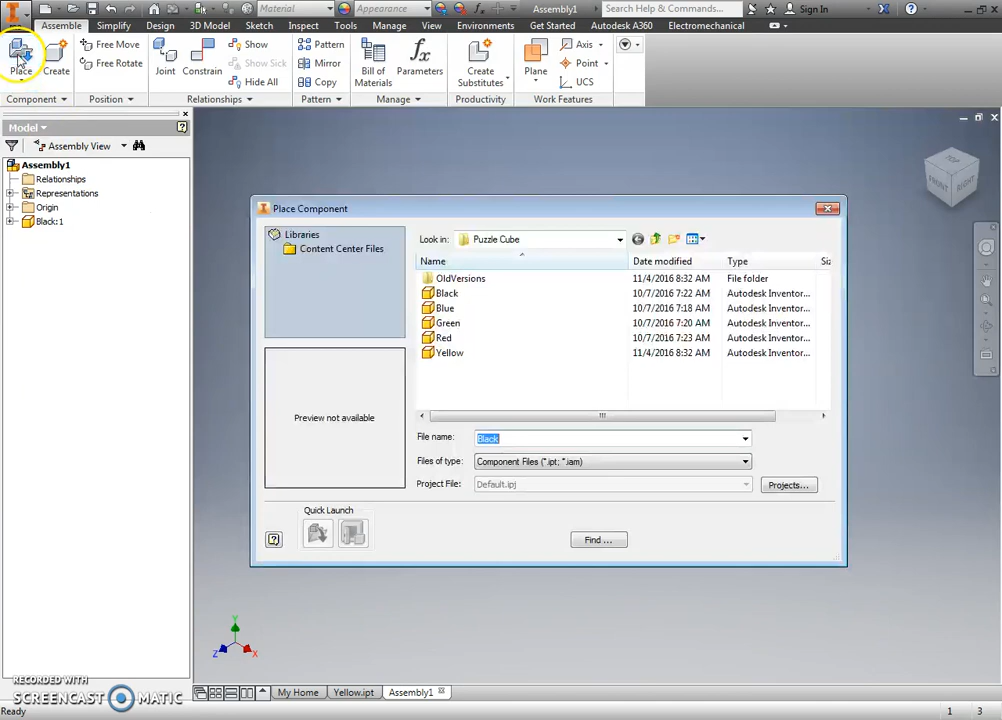 Material
Appearance
Assembly1
Search Help & Commands...
Sign In
Assemble Simplify Design 3D Model Sketch Inspect Tools Manage View Environments Get Started Autodesk A360 Electromechanical
Place
Create
Free Move
Free Rotate
Joint
Constrain
Show
Show Sick
Hide All
Pattern
Mirror
Copy
Bill of Materials
Parameters
Create Substitutes
Plane
Axis
Point
UCS
Component Position Relationships Pattern Manage Productivity Work Features
Model
Assembly View
Assembly1
Relationships
Representations
Origin
Black:1
Place Component
Libraries
Content Center Files
Look in: Puzzle Cube
Name Date modified Type Si
OldVersions 11/4/2016 8:32 AM File folder
Black 10/7/2016 7:22 AM Autodesk Inventor...
Blue 10/7/2016 7:18 AM Autodesk Inventor...
Green 10/7/2016 7:20 AM Autodesk Inventor...
Red 10/7/2016 7:23 AM Autodesk Inventor...
Yellow 11/4/2016 8:32 AM Autodesk Inventor...
Preview not available
File name: Black
Files of type: Component Files (*.ipt; *.iam)
Project File: Default.ipj
Projects...
Quick Launch
Find ...
TOP
FRONT
RIGHT
Y
Z
X
RECORDED WITH
SCREENCAST MATIC
My Home Yellow.ipt Assembly1
Ready 1 3